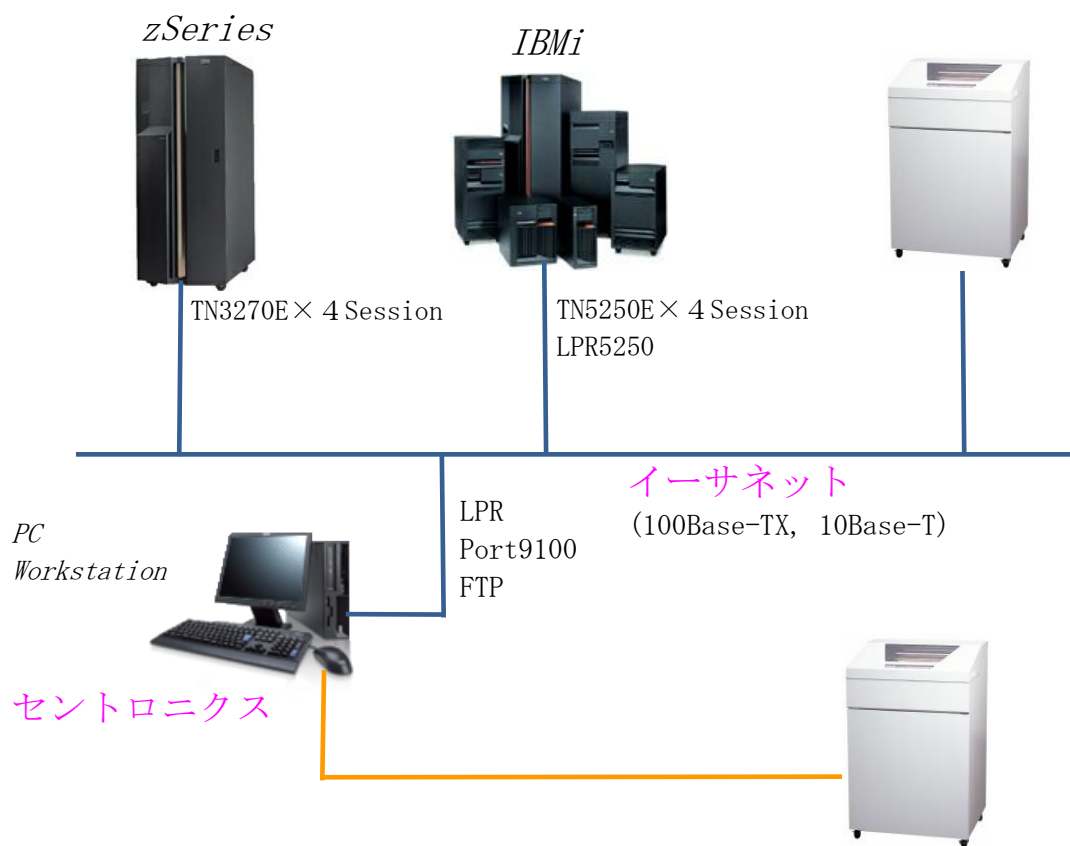 zSeries
IBMi
TN3270E×４Session
TN5250E×４Session
LPR5250
イーサネット
(100Base-TX, 10Base-T)
LPR
Port9100
FTP
PC
Workstation
セントロニクス